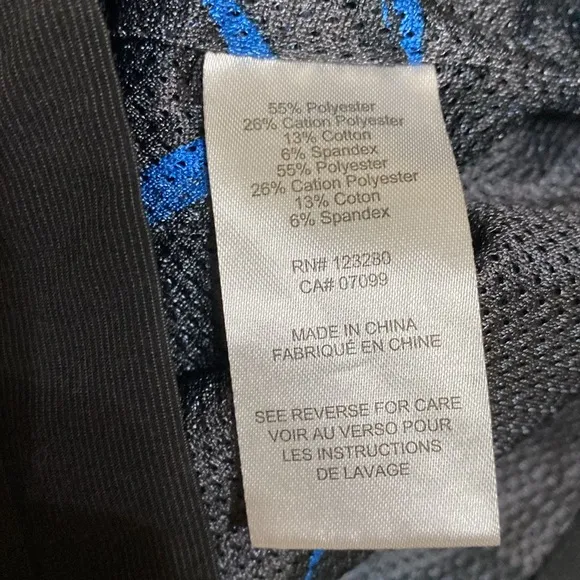 55% Polyester
26% Cation Polyester
13% Cotton
6% Spandex
55% Polyester
26% Cation Polyester
13% Coton
6% Spandex
RN# 123280
CA# 07099
MADE IN CHINA
FABRIQUÉ EN CHINE
SEE REVERSE FOR CARE
VOIR AU VERSO POUR
LES INSTRUCTIONS
DE LAVAGE